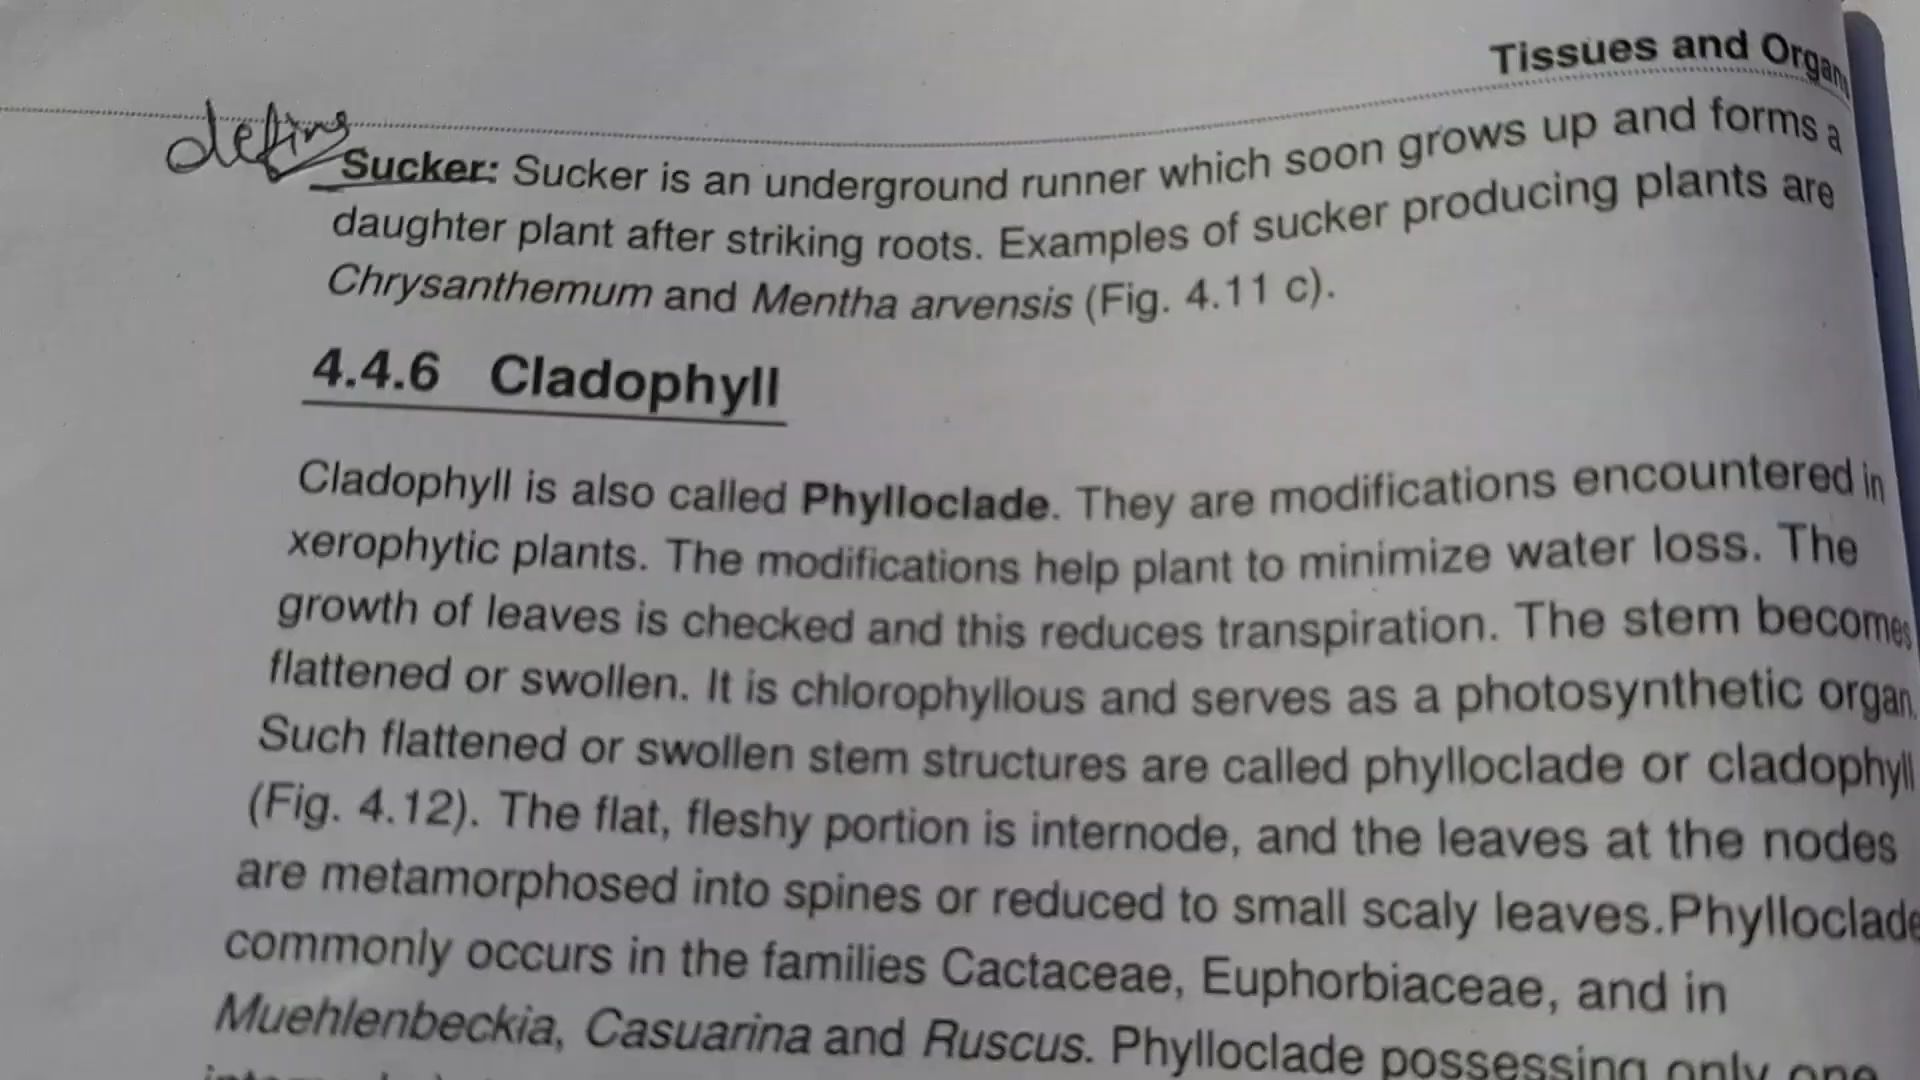 Tissues and Organ
define
Sucker: Sucker is an underground runner which soon grows up and forms a
daughter plant after striking roots. Examples of sucker producing plants are
Chrysanthemum and Mentha arvensis (Fig. 4.11 c).
4.4.6 Cladophyll
Cladophyll is also called Phylloclade. They are modifications encountered in
xerophytic plants. The modifications help plant to minimize water loss. The
growth of leaves is checked and this reduces transpiration. The stem becomes
flattened or swollen. It is chlorophyllous and serves as a photosynthetic organ.
Such flattened or swollen stem structures are called phylloclade or cladophyll
(Fig. 4.12). The flat, fleshy portion is internode, and the leaves at the nodes
are metamorphosed into spines or reduced to small scaly leaves.Phylloclade
commonly occurs in the families Cactaceae, Euphorbiaceae, and in
Muehlenbeckia, Casuarina and Ruscus. Phylloclade possessing only one